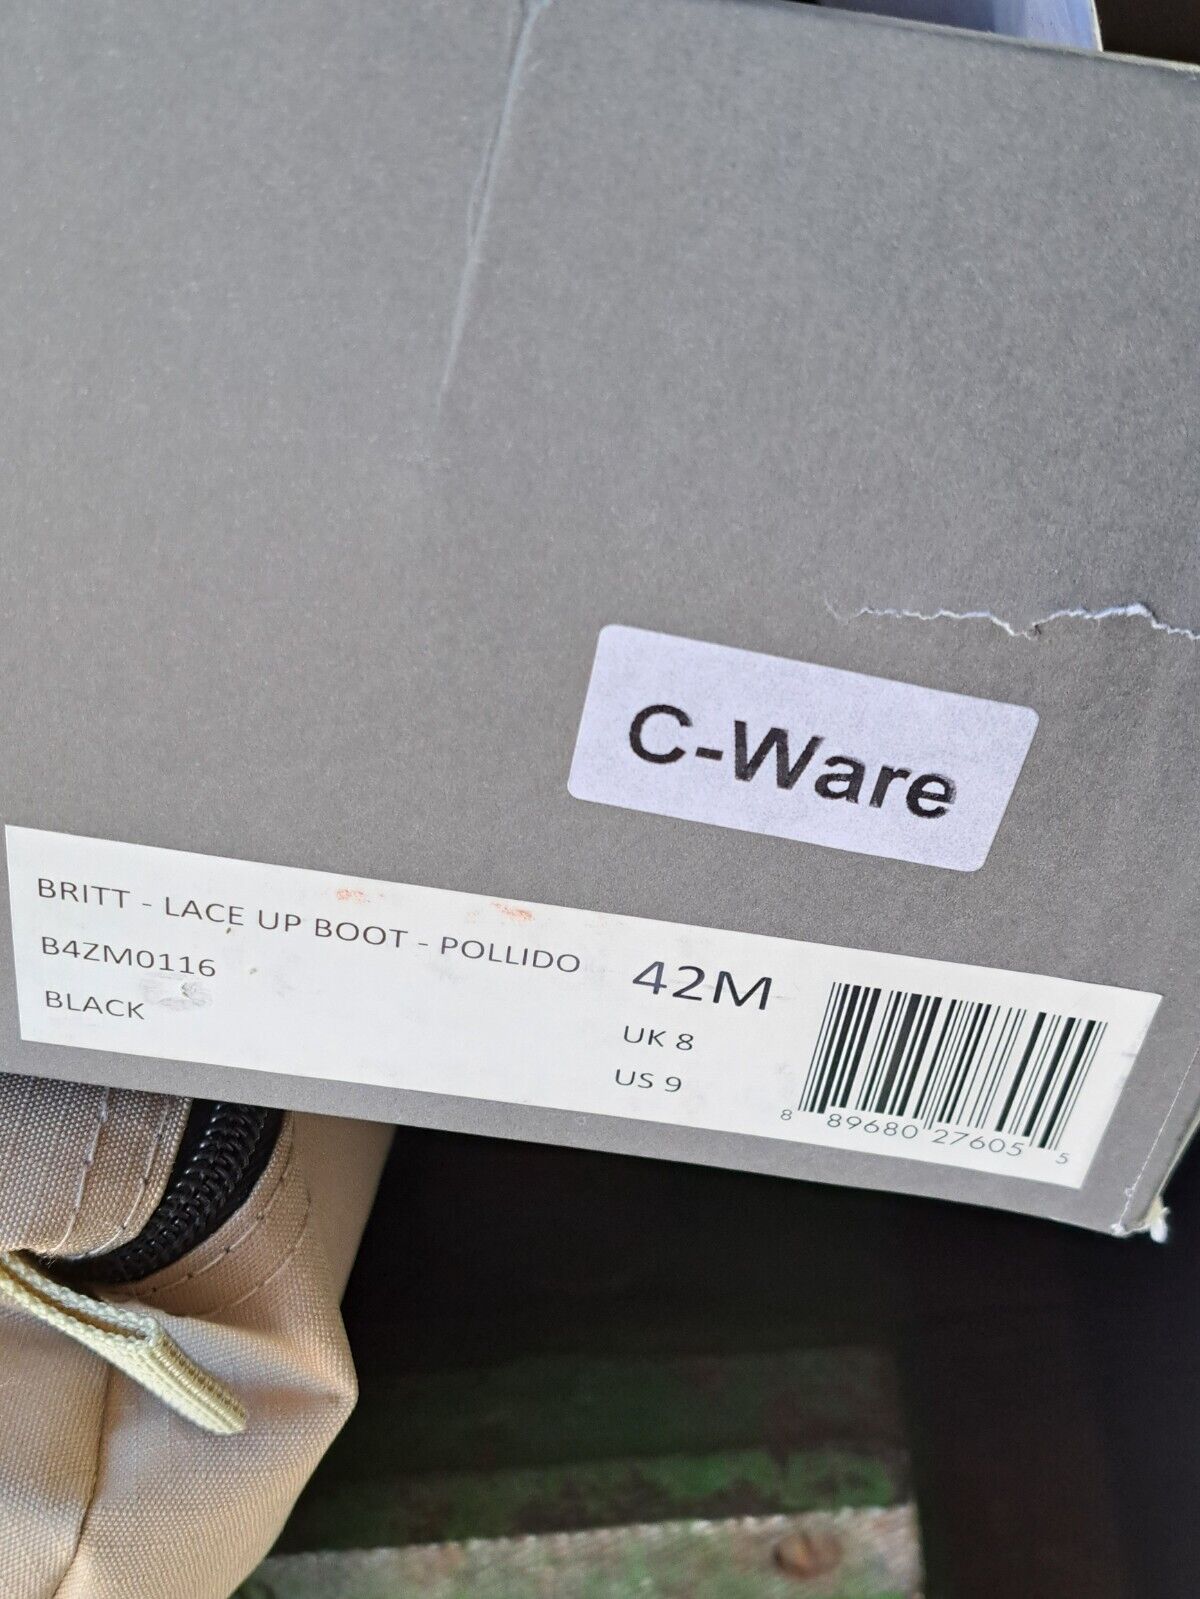 C-Ware
BRITT - LACE UP BOOT - POLLIDO
B4ZM0116
BLACK
42M
UK 8
US 9
8 89680 27605 5